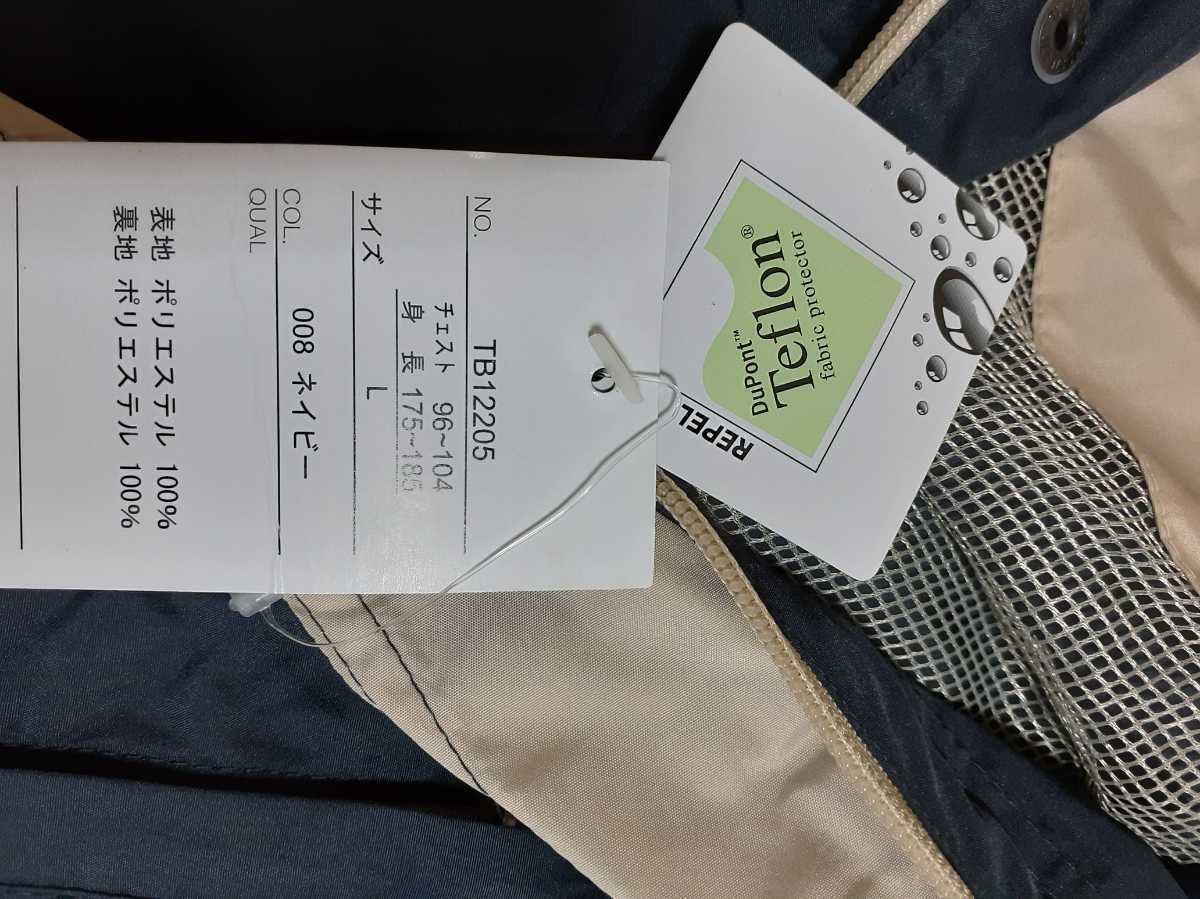 NO.
TB12205
サイズ
チェスト 96~104
身 長 175~185
L
COL.
008 ネイビー
QUAL
表地 ポリエステル 100%
裏地 ポリエステル 100%
DuPont™
Teflon®
fabric protector
REPEL